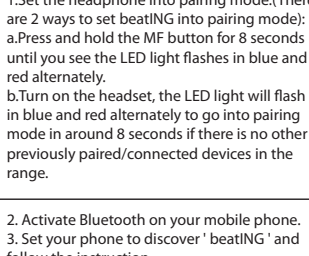 1.Set the headphone into pairing mode.(There
are 2 ways to set beatING into pairing mode):
a.Press and hold the MF button for 8 seconds
until you see the LED light flashes in blue and
red alternately.
b.Turn on the headset, the LED light will flash
in blue and red alternately to go into pairing
mode in around 8 seconds if there is no other
previously paired/connected devices in the
range.
2. Activate Bluetooth on your mobile phone.
3. Set your phone to discover ' beatING ' and
follow the instruction